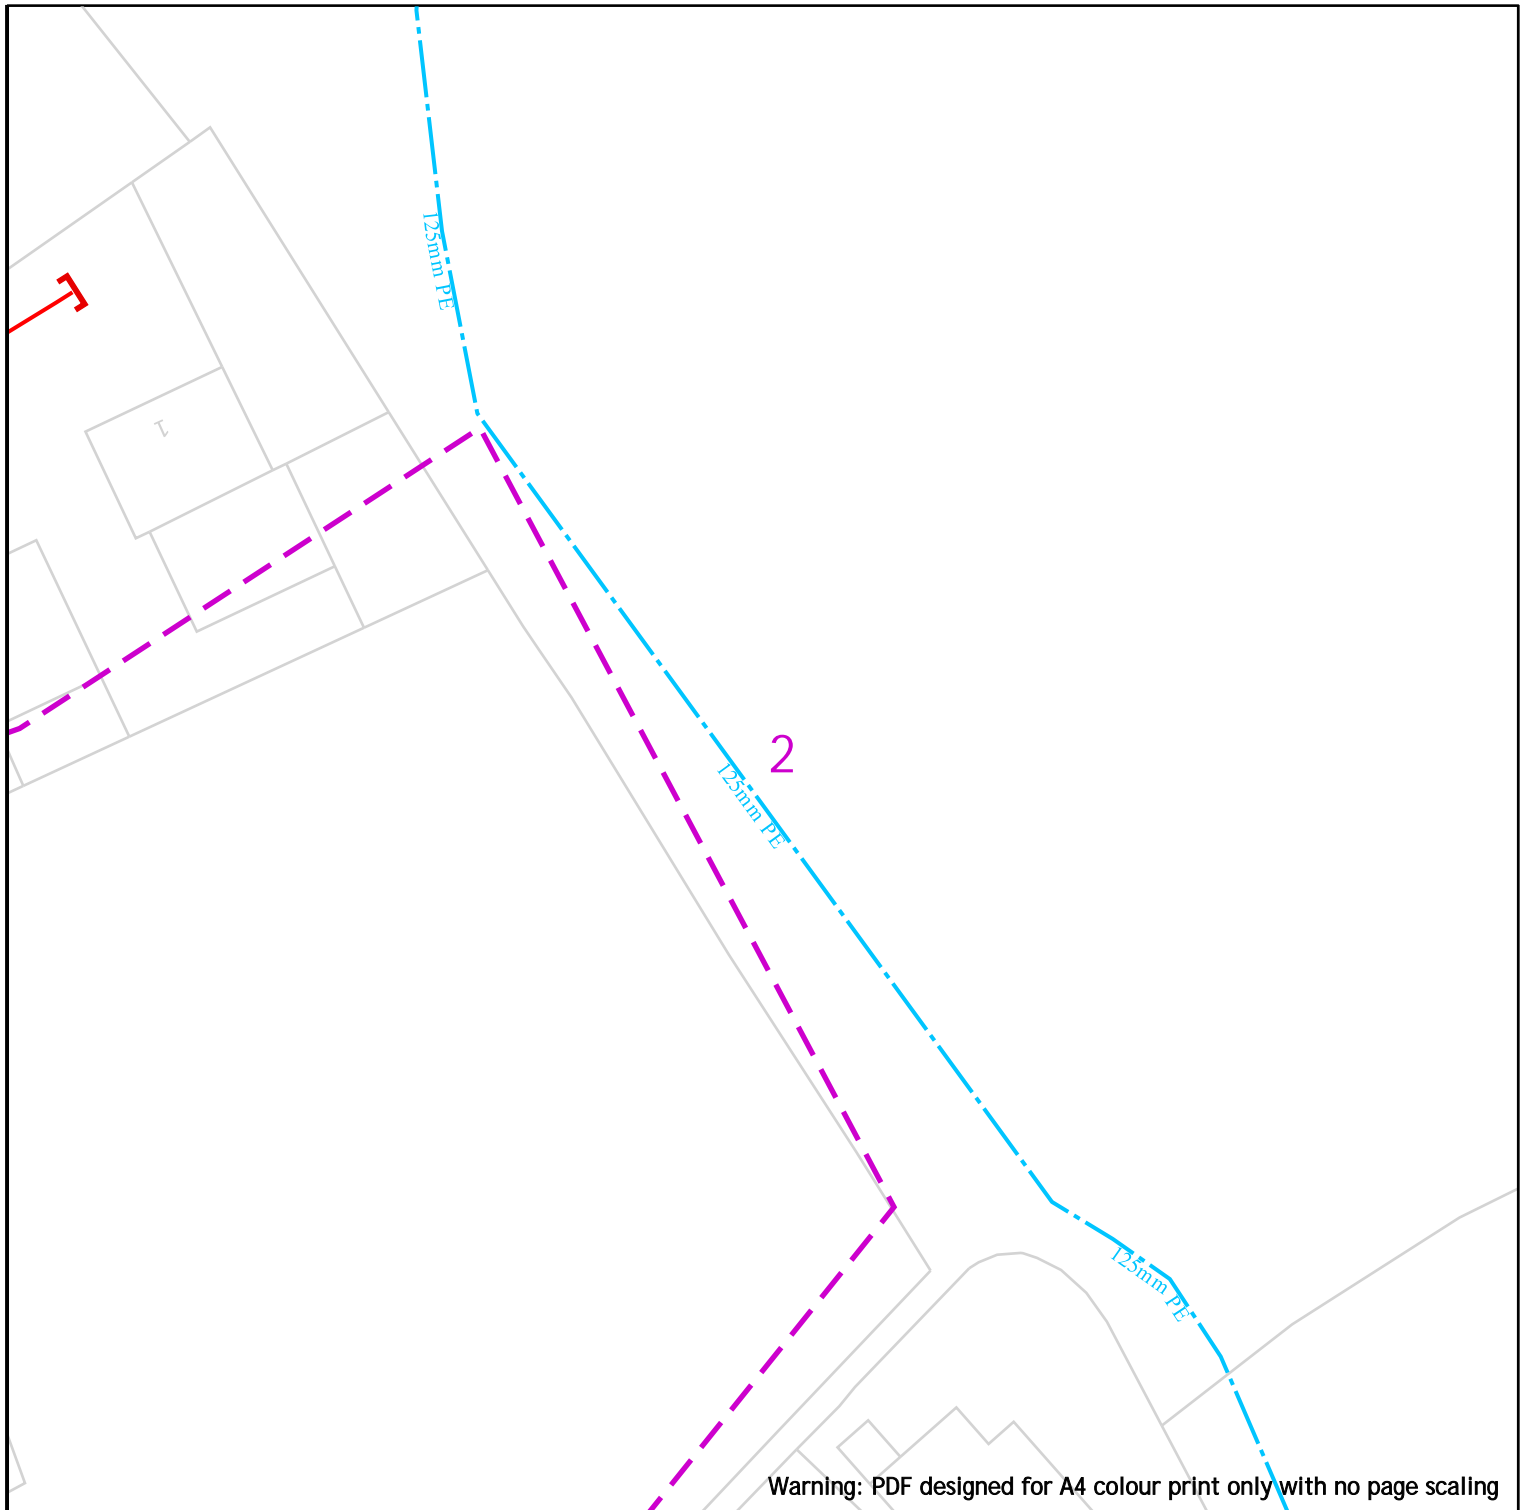 125mm PE
1
2
125mm PE
125mm PE
Warning: PDF designed for A4 colour print only with no page scaling